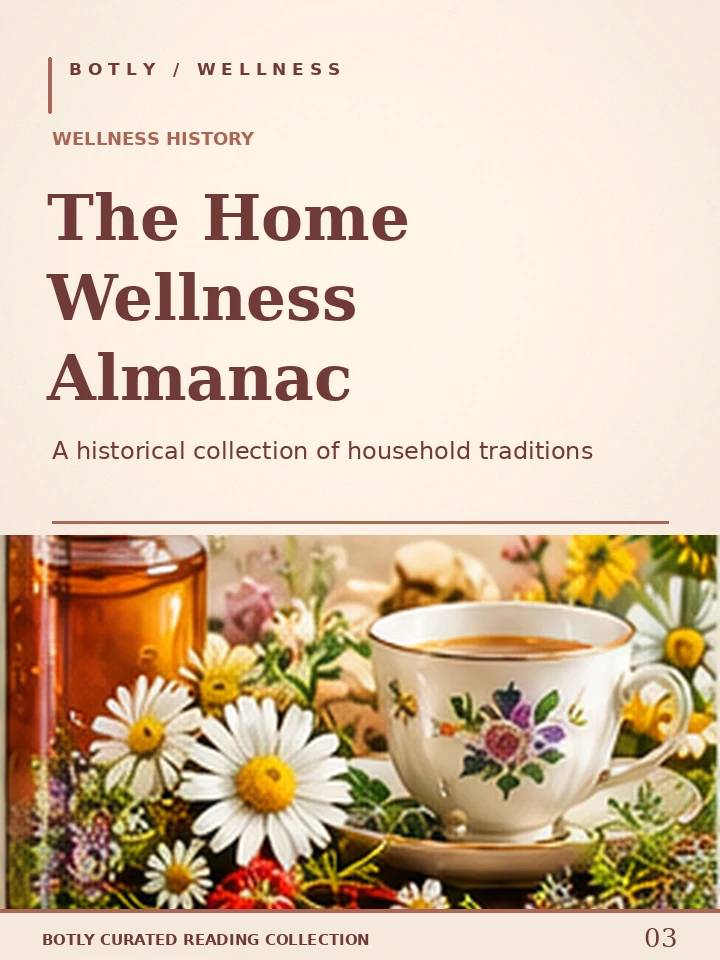 BOTLY / WELLNESS
WELLNESS HISTORY
The Home
Wellness
Almanac
A historical collection of household traditions
BOTLY CURATED READING COLLECTION
03